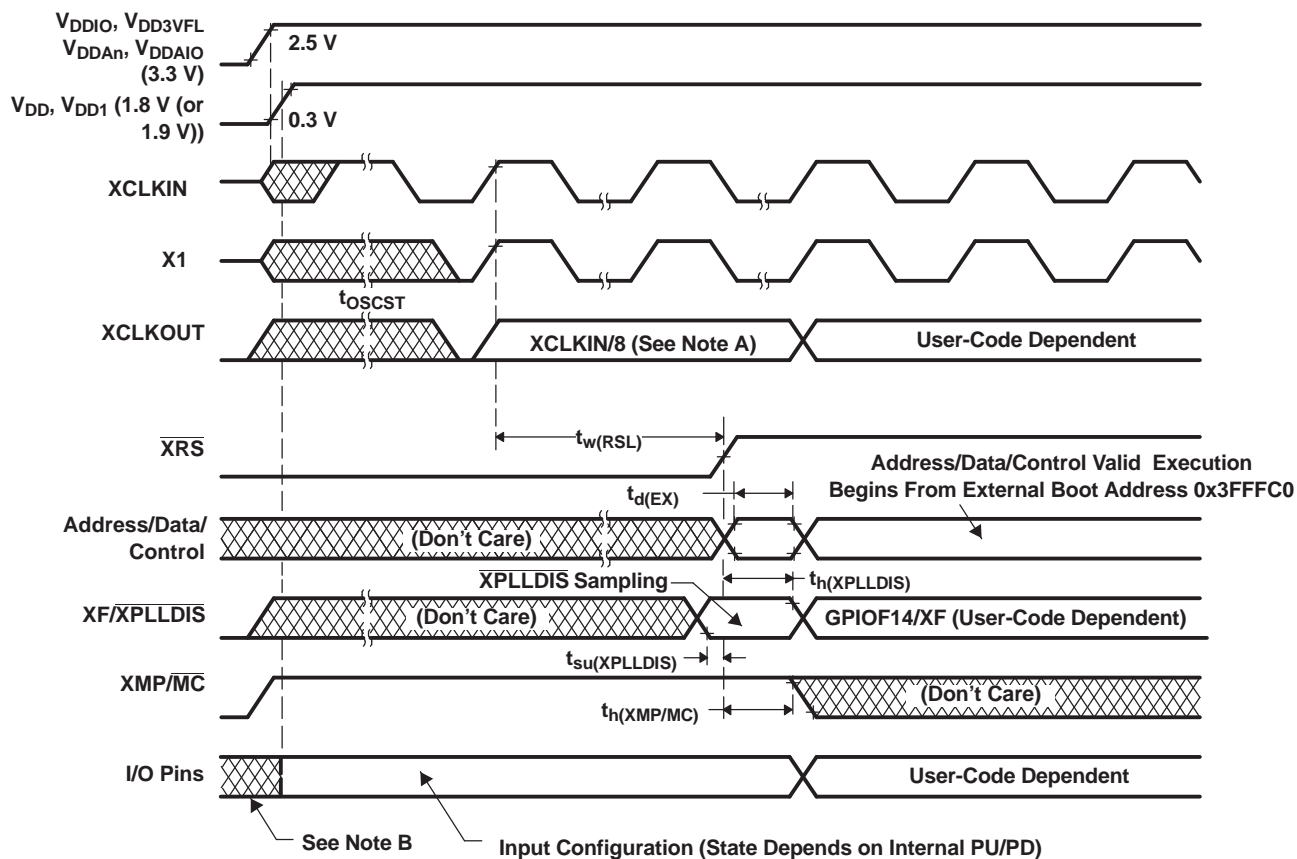 VDDIO, VDD3VFL
VDDAn, VDDAIO
(3.3 V)
2.5 V
VDD, VDD1 (1.8 V (or
1.9 V))
0.3 V
XCLKIN
X1
tOSCST
XCLKOUT
XCLKIN/8 (See Note A)
User-Code Dependent
XRS
tw(RSL)
Address/Data/Control Valid Execution
Begins From External Boot Address 0x3FFFC0
td(EX)
Address/Data/
Control
(Don't Care)
XPLLDIS Sampling
th(XPLLDIS)
XF/XPLLDIS
(Don't Care)
GPIOF14/XF (User-Code Dependent)
tsu(XPLLDIS)
XMP/MC
(Don't Care)
th(XMP/MC)
I/O Pins
User-Code Dependent
See Note B
Input Configuration (State Depends on Internal PU/PD)